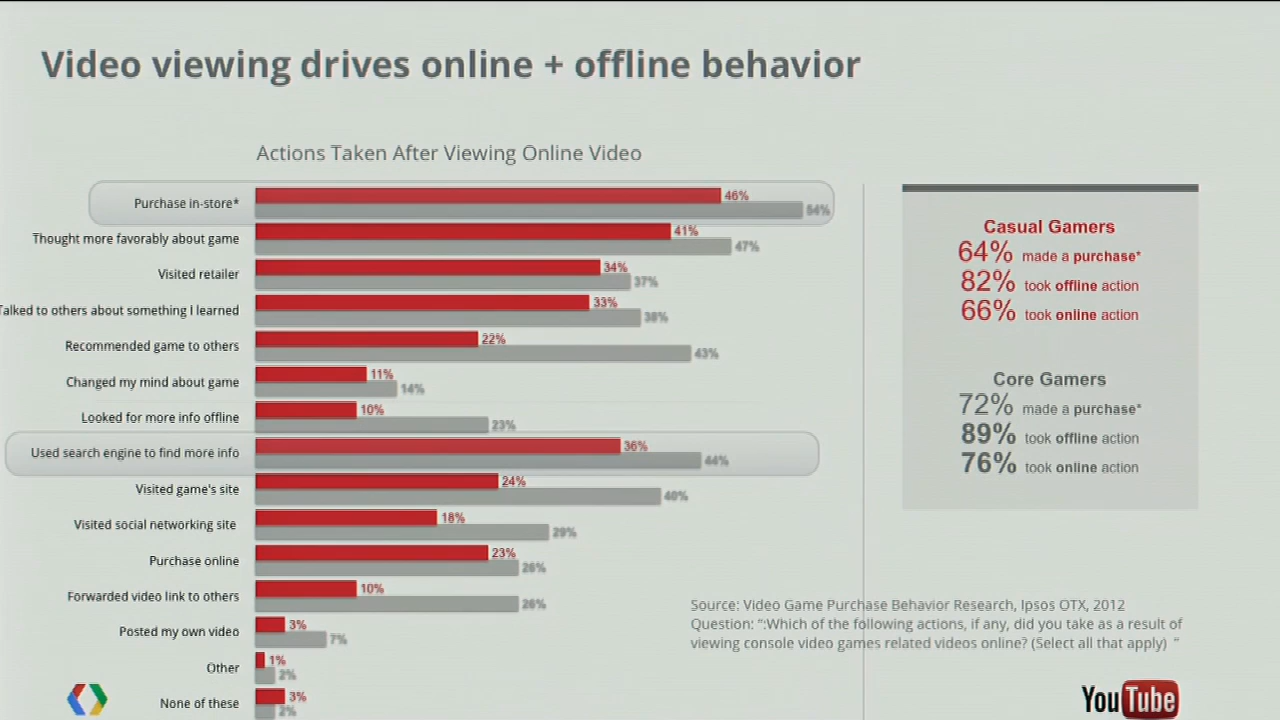 Video viewing drives online + offline behavior
Actions Taken After Viewing Online Video
Purchase in-store*
46%
54%
Thought more favorably about game
41%
47%
Visited retailer
34%
37%
Talked to others about something I learned
33%
38%
Recommended game to others
22%
43%
Changed my mind about game
11%
14%
Looked for more info offline
10%
23%
Used search engine to find more info
36%
44%
Visited game's site
24%
40%
Visited social networking site
18%
29%
Purchase online
23%
26%
Forwarded video link to others
10%
26%
Posted my own video
3%
7%
Other
1%
2%
None of these
3%
2%
Casual Gamers
64% made a purchase*
82% took offline action
66% took online action
Core Gamers
72% made a purchase*
89% took offline action
76% took online action
Source: Video Game Purchase Behavior Research, Ipsos OTX, 2012
Question: “:Which of the following actions, if any, did you take as a result of
viewing console video games related videos online? (Select all that apply) “
YouTube